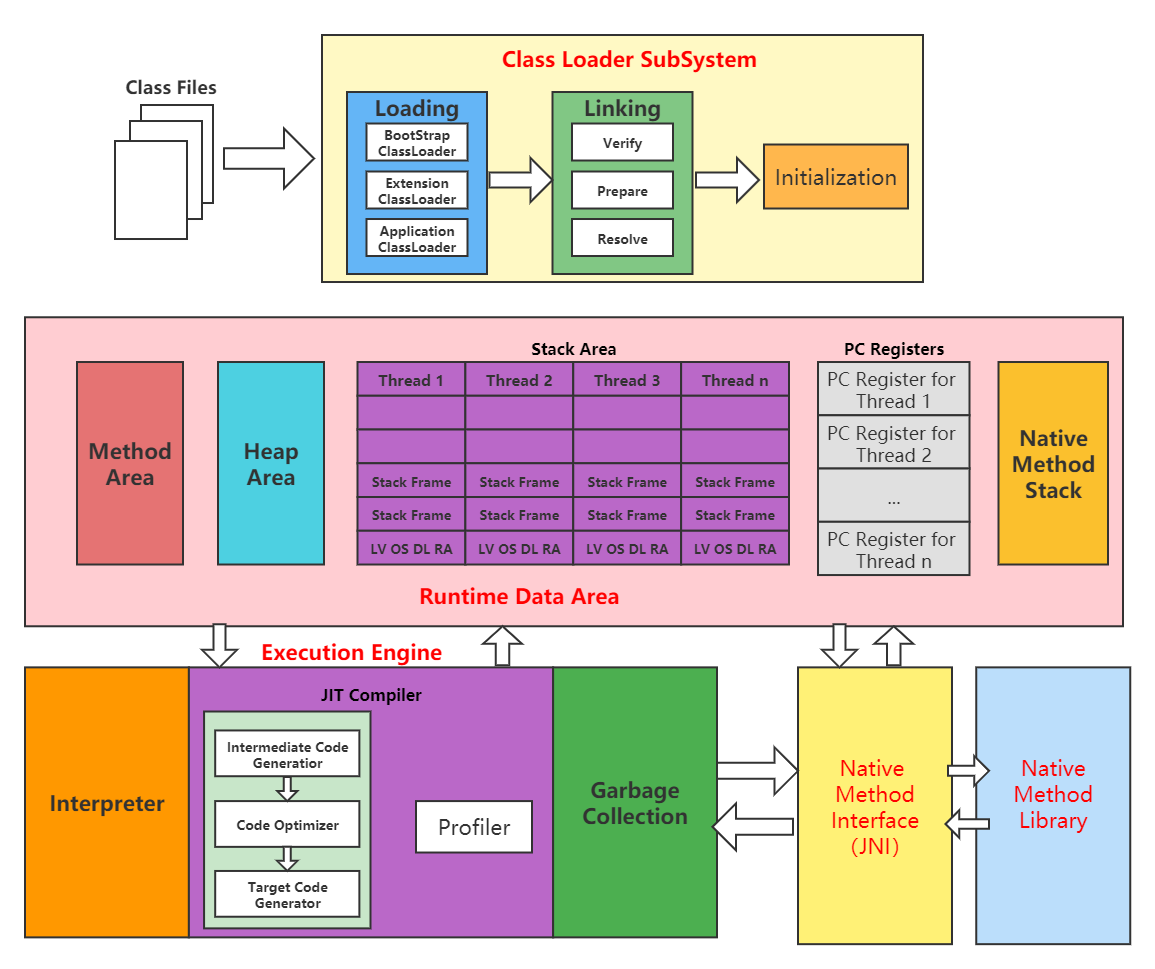 Class Loader SubSystem
Class Files
Loading
BootStrap
ClassLoader
Extension
ClassLoader
Application
ClassLoader
Linking
Verify
Prepare
Resolve
Initialization
Method
Area
Heap
Area
Stack Area
Thread 1 Thread 2 Thread 3 Thread n
Stack Frame Stack Frame Stack Frame Stack Frame
Stack Frame Stack Frame Stack Frame Stack Frame
LV OS DL RA LV OS DL RA LV OS DL RA LV OS DL RA
PC Registers
PC Register for
Thread 1
PC Register for
Thread 2
...
PC Register for
Thread n
Native
Method
Stack
Runtime Data Area
Execution Engine
Interpreter
JIT Compiler
Intermediate Code
Generatior
Code Optimizer
Target Code
Generator
Profiler
Garbage
Collection
Native
Method
Interface
(JNI)
Native
Method
Library